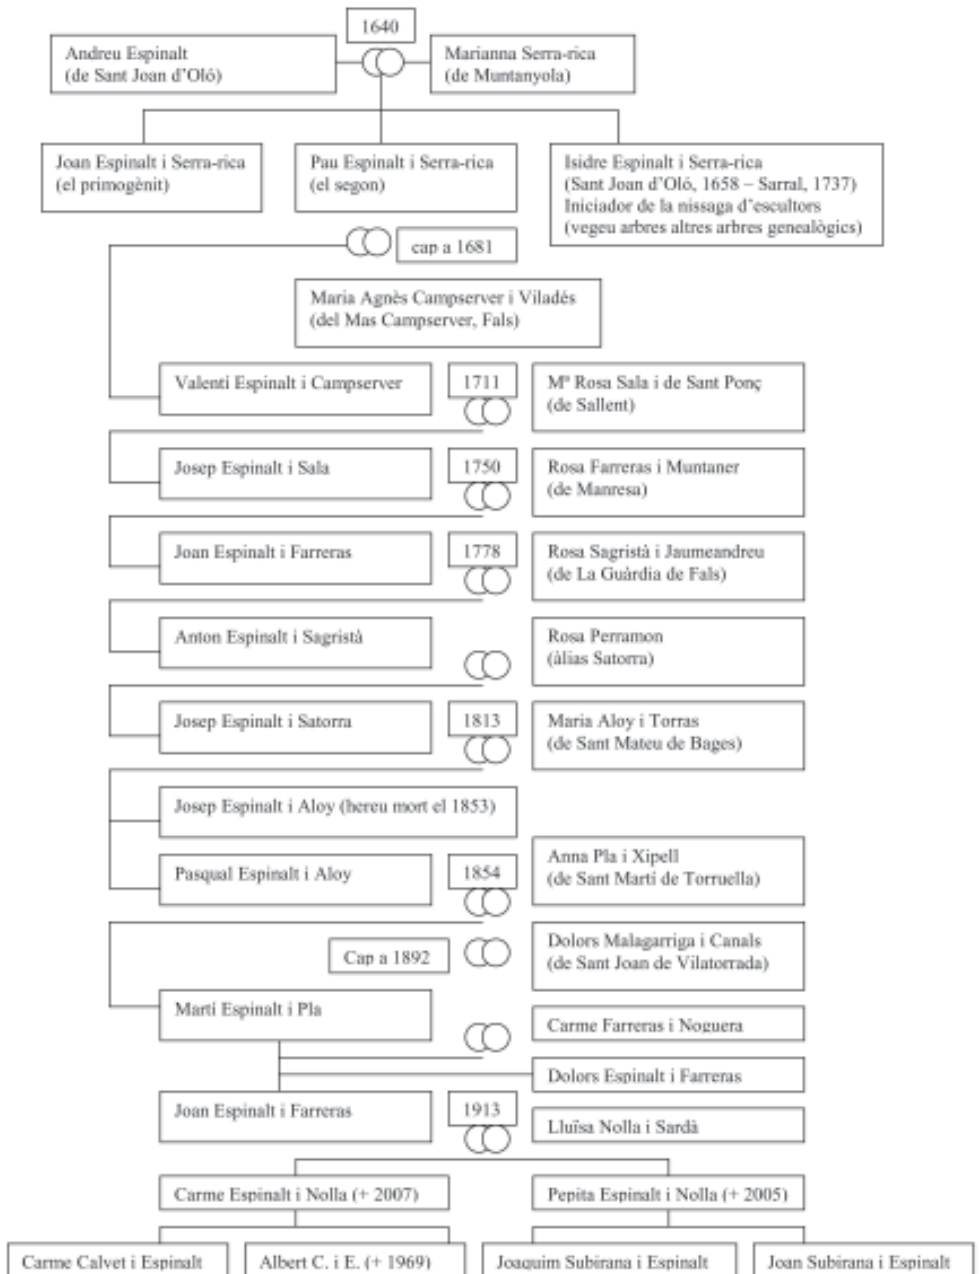 1640
Andreu Espinalt
(de Sant Joan d'Oló)
Marianna Serra-rica
(de Muntanyola)
Joan Espinalt i Serra-rica
(el primogènit)
Pau Espinalt i Serra-rica
(el segon)
Isidre Espinalt i Serra-rica
(Sant Joan d'Oló, 1658 – Sarral, 1737)
Iniciador de la nissaga d'escultors
(vegeu arbres altres arbres genealògics)
cap a 1681
Maria Agnès Campserver i Viladés
(del Mas Campserver, Fals)
Valentí Espinalt i Campserver
1711
Mª Rosa Sala i de Sant Ponç
(de Sallent)
Josep Espinalt i Sala
1750
Rosa Farreras i Muntaner
(de Manresa)
Joan Espinalt i Farreras
1778
Rosa Sagristà i Jaumeandreu
(de La Guàrdia de Fals)
Anton Espinalt i Sagristà
Rosa Perramon
(àlias Satorra)
Josep Espinalt i Satorra
1813
Maria Aloy i Torras
(de Sant Mateu de Bages)
Josep Espinalt i Aloy (hereu mort el 1853)
Pasqual Espinalt i Aloy
1854
Anna Pla i Xipell
(de Sant Martí de Torruella)
Cap a 1892
Dolors Malagarriga i Canals
(de Sant Joan de Vilatorrada)
Martí Espinalt i Pla
Carme Farreras i Noguera
Dolors Espinalt i Farreras
Joan Espinalt i Farreras
1913
Lluïsa Nolla i Sardà
Carme Espinalt i Nolla (+ 2007)
Pepita Espinalt i Nolla (+ 2005)
Carme Calvet i Espinalt
Albert C. i E. (+ 1969)
Joaquim Subirana i Espinalt
Joan Subirana i Espinalt